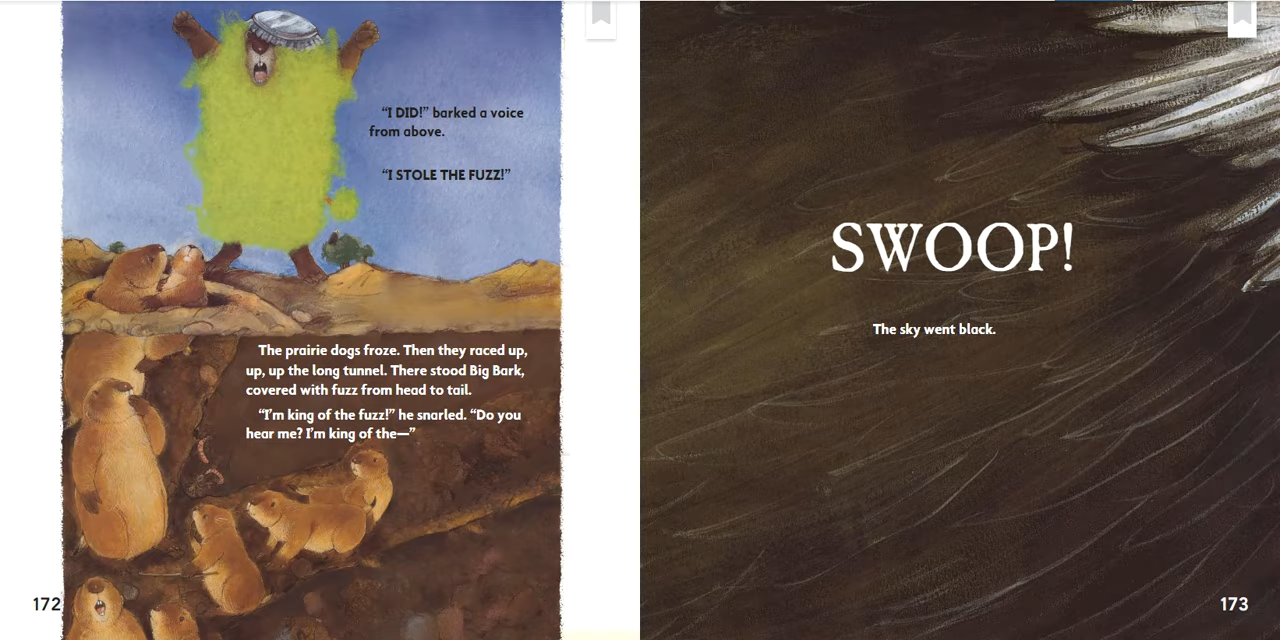 “I DID!” barked a voice
from above.
“I STOLE THE FUZZ!”
The prairie dogs froze. Then they raced up,
up, up the long tunnel. There stood Big Bark,
covered with fuzz from head to tail.
“I’m king of the fuzz!” he snarled. “Do you
hear me? I’m king of the—”
172
SWOOP!
The sky went black.
173